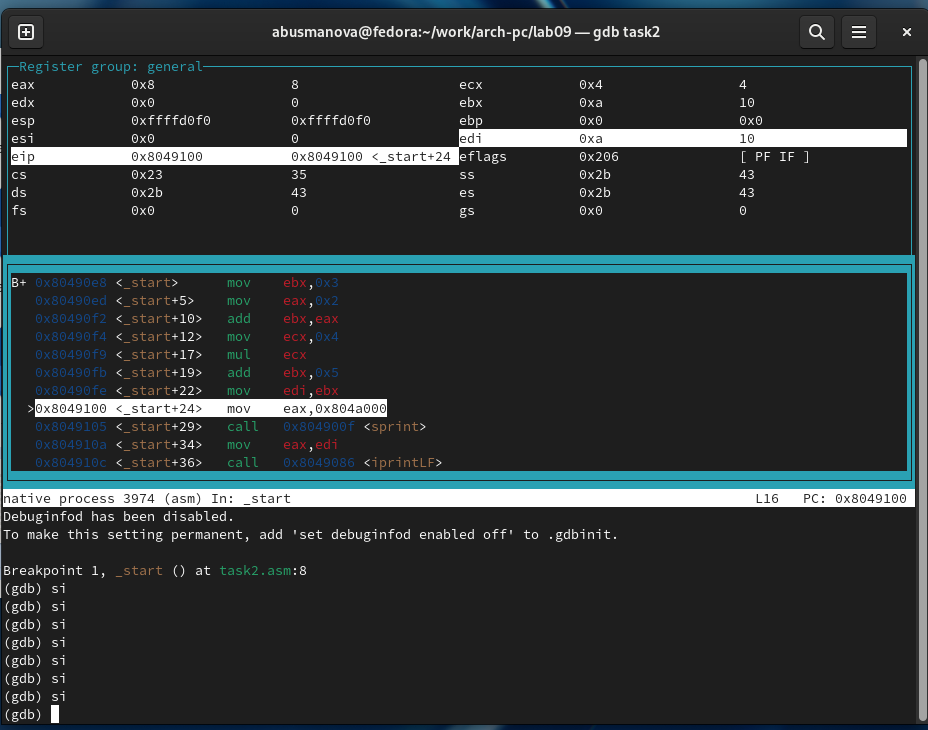 abusmanova@fedora:~/work/arch-pc/lab09 — gdb task2
Register group: general
eax 0x8 8 ecx 0x4 4
edx 0x0 0 ebx 0xa 10
esp 0xffffd0f0 0xffffd0f0 ebp 0x0 0x0
esi 0x0 0 edi 0xa 10
eip 0x8049100 0x8049100 <_start+24 eflags 0x206 [ PF IF ]
cs 0x23 35 ss 0x2b 43
ds 0x2b 43 es 0x2b 43
fs 0x0 0 gs 0x0 0
B+ 0x80490e8 <_start> mov ebx,0x3
0x80490ed <_start+5> mov eax,0x2
0x80490f2 <_start+10> add ebx,eax
0x80490f4 <_start+12> mov ecx,0x4
0x80490f9 <_start+17> mul ecx
0x80490fb <_start+19> add ebx,0x5
0x80490fe <_start+22> mov edi,ebx
>0x8049100 <_start+24> mov eax,0x804a000
0x8049105 <_start+29> call 0x804900f <sprint>
0x804910a <_start+34> mov eax,edi
0x804910c <_start+36> call 0x8049086 <iprintLF>
native process 3974 (asm) In: _start L16 PC: 0x8049100
Debuginfod has been disabled.
To make this setting permanent, add 'set debuginfod enabled off' to .gdbinit.
Breakpoint 1, _start () at task2.asm:8
(gdb) si
(gdb) si
(gdb) si
(gdb) si
(gdb) si
(gdb) si
(gdb) si
(gdb)